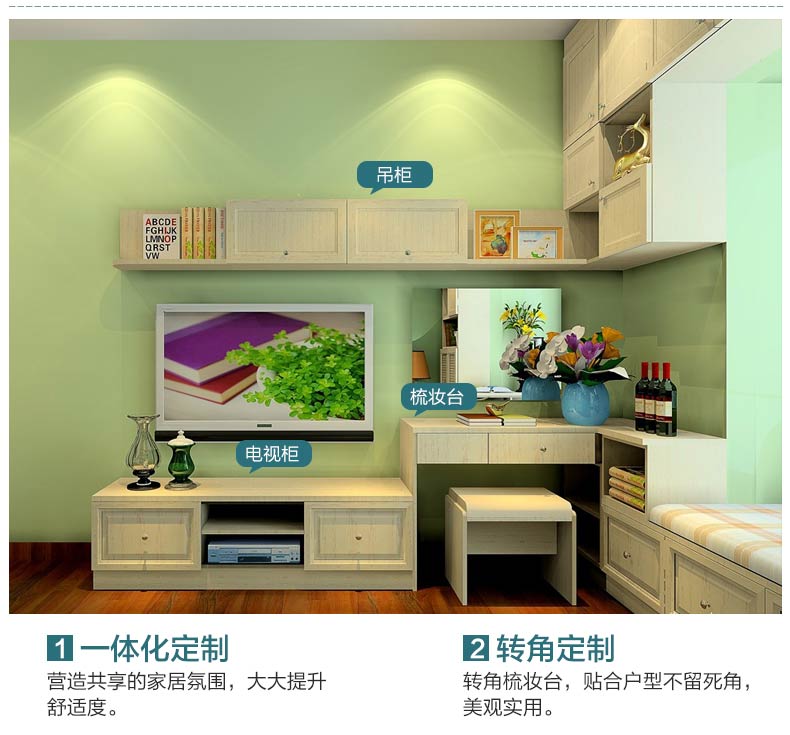 吊柜
ABCDE
FGHIJK
LMNOP
QRST
VW
梳妆台
电视柜
1 一体化定制
营造共享的家居氛围，大大提升
舒适度。
2 转角定制
转角梳妆台，贴合户型不留死角，
美观实用。